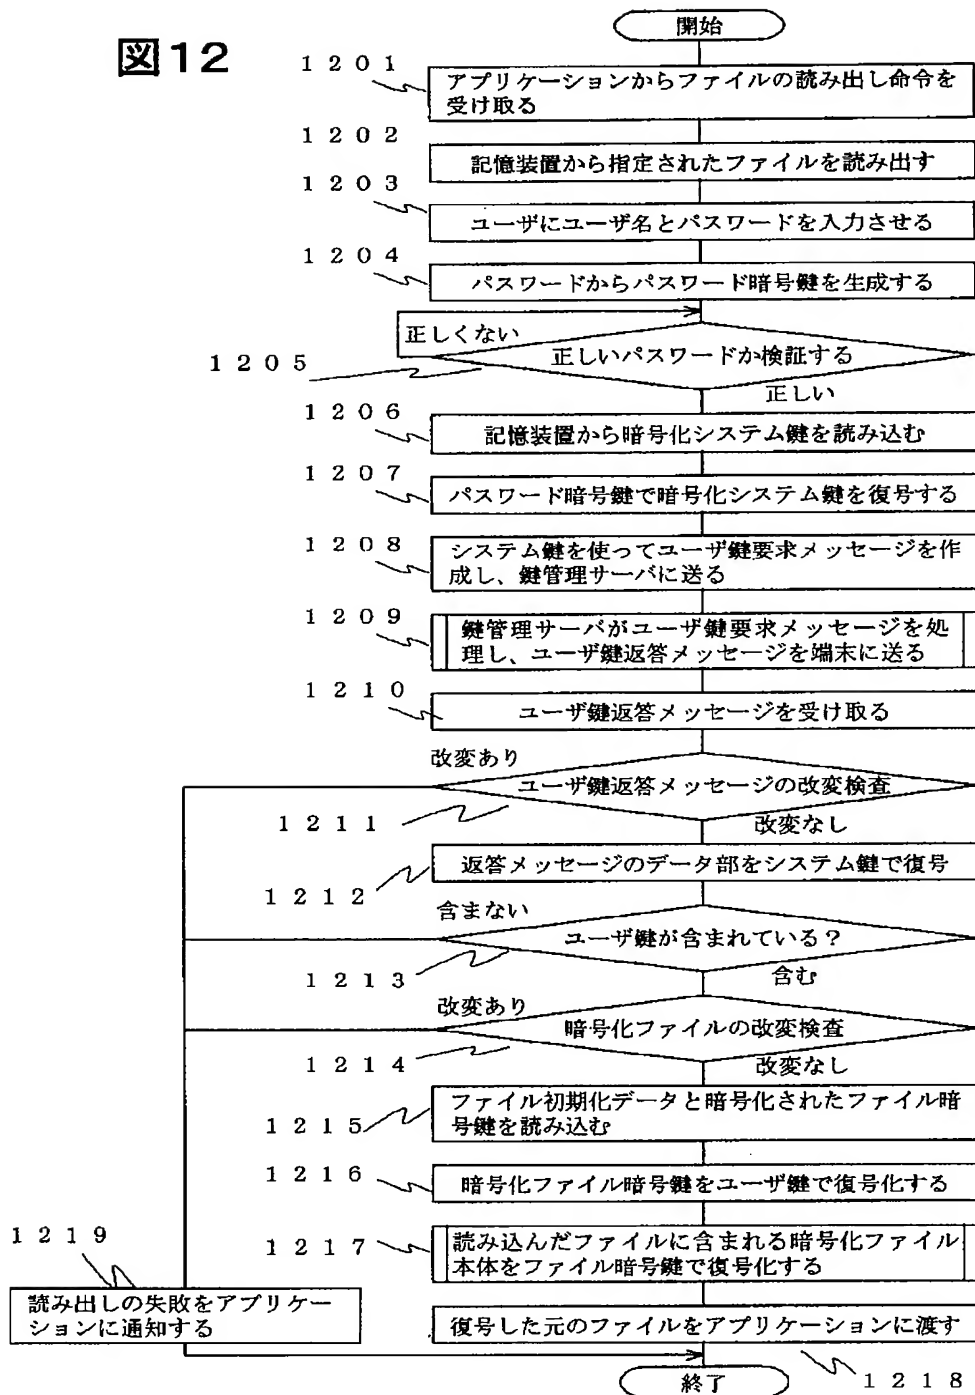 図12
開始
1201
アプリケーションからファイルの読み出し命令を
受け取る
1202
記憶装置から指定されたファイルを読み出す
1203
ユーザにユーザ名とパスワードを入力させる
1204
パスワードからパスワード暗号鍵を生成する
正しくない
正しいパスワードか検証する
1205
正しい
1206
記憶装置から暗号化システム鍵を読み込む
1207
パスワード暗号鍵で暗号化システム鍵を復号する
1208
システム鍵を使ってユーザ鍵要求メッセージを作
成し、鍵管理サーバに送る
1209
鍵管理サーバがユーザ鍵要求メッセージを処
理し、ユーザ鍵返答メッセージを端末に送る
1210
ユーザ鍵返答メッセージを受け取る
改変あり
ユーザ鍵返答メッセージの改変検査
1211
改変なし
返答メッセージのデータ部をシステム鍵で復号
1212
含まない
ユーザ鍵が含まれている?
1213
含む
改変あり
暗号化ファイルの改変検査
1214
改変なし
ファイル初期化データと暗号化されたファイル暗
号鍵を読み込む
1215
1216
暗号化ファイル暗号鍵をユーザ鍵で復号化する
1217
読み込んだファイルに含まれる暗号化ファイル
本体をファイル暗号鍵で復号化する
1219
読み出しの失敗をアプリケー
ションに通知する
復号した元のファイルをアプリケーションに渡す
1218
終了